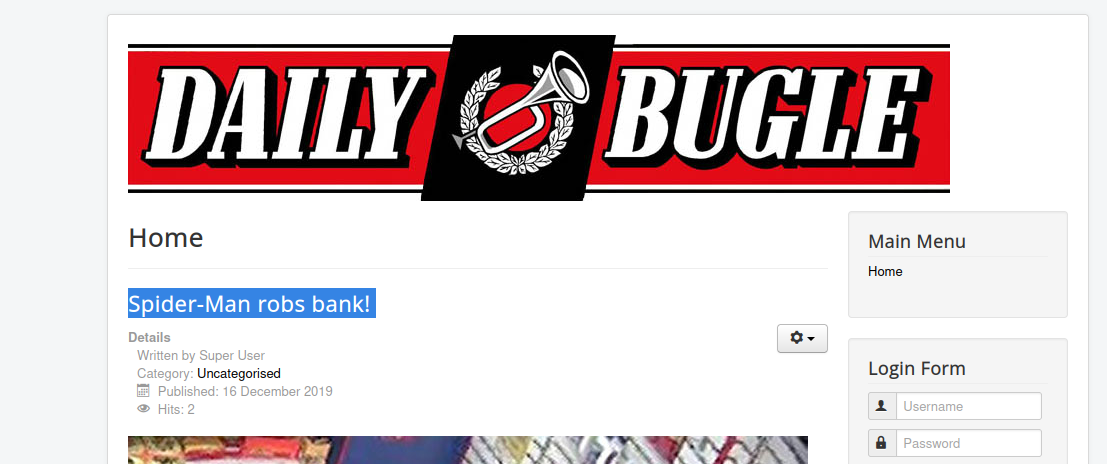 DAILY BUGLE
Home
Spider-Man robs bank!
Details
Written by Super User
Category: Uncategorised
Published: 16 December 2019
Hits: 2
Main Menu
Home
Login Form
Username
Password